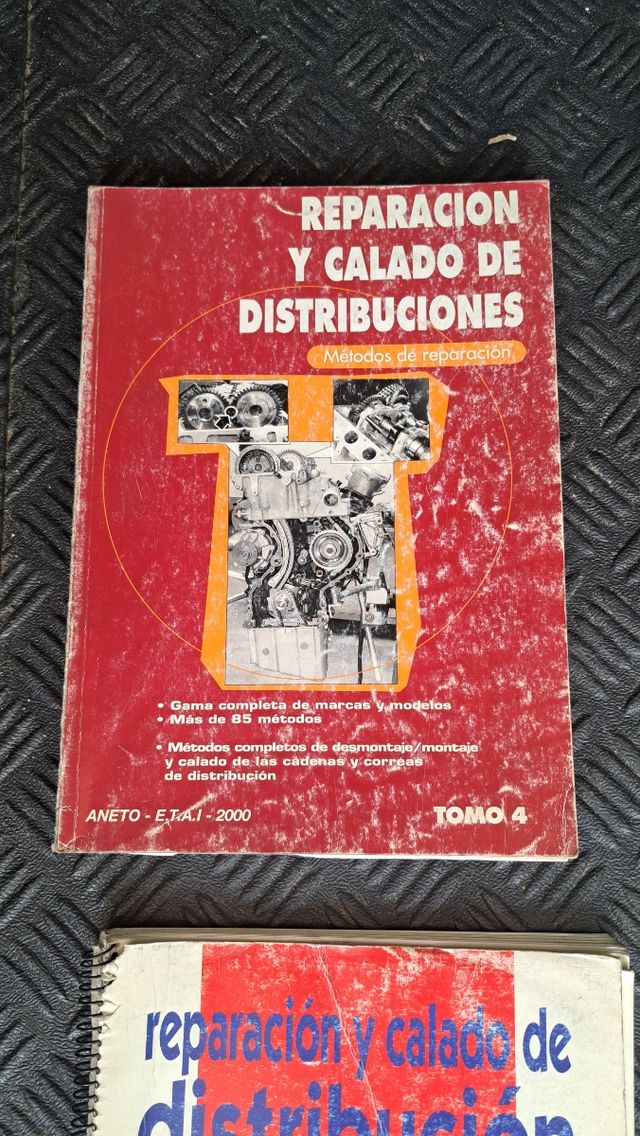 REPARACION
Y CALADO DE
DISTRIBUCIONES
Métodos de reparación
• Gama completa de marcas y modelos
• Más de 85 métodos
• Métodos completos de desmontaje/montaje
y calado de las cadenas y correas
de distribución
ANETO - E.T.A.I - 2000
TOMO 4
reparación y calado de
distribución